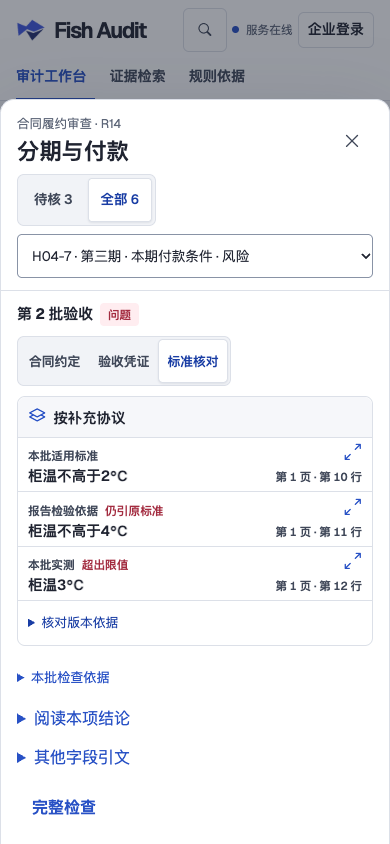 Fish Audit
服务在线
企业登录
审计工作台 证据检索 规则依据
合同履约审查 · R14
分期与付款
待核 3 全部 6
H04-7 · 第三期 · 本期付款条件 · 风险
第 2 批验收 问题
合同约定 验收凭证 标准核对
按补充协议
本批适用标准
柜温不高于2°C 第 1 页 · 第 10 行
报告检验依据 仍引原标准
柜温不高于4°C 第 1 页 · 第 11 行
本批实测 超出限值
柜温3°C 第 1 页 · 第 12 行
核对版本依据
本批检查依据
阅读本项结论
其他字段引文
完整检查